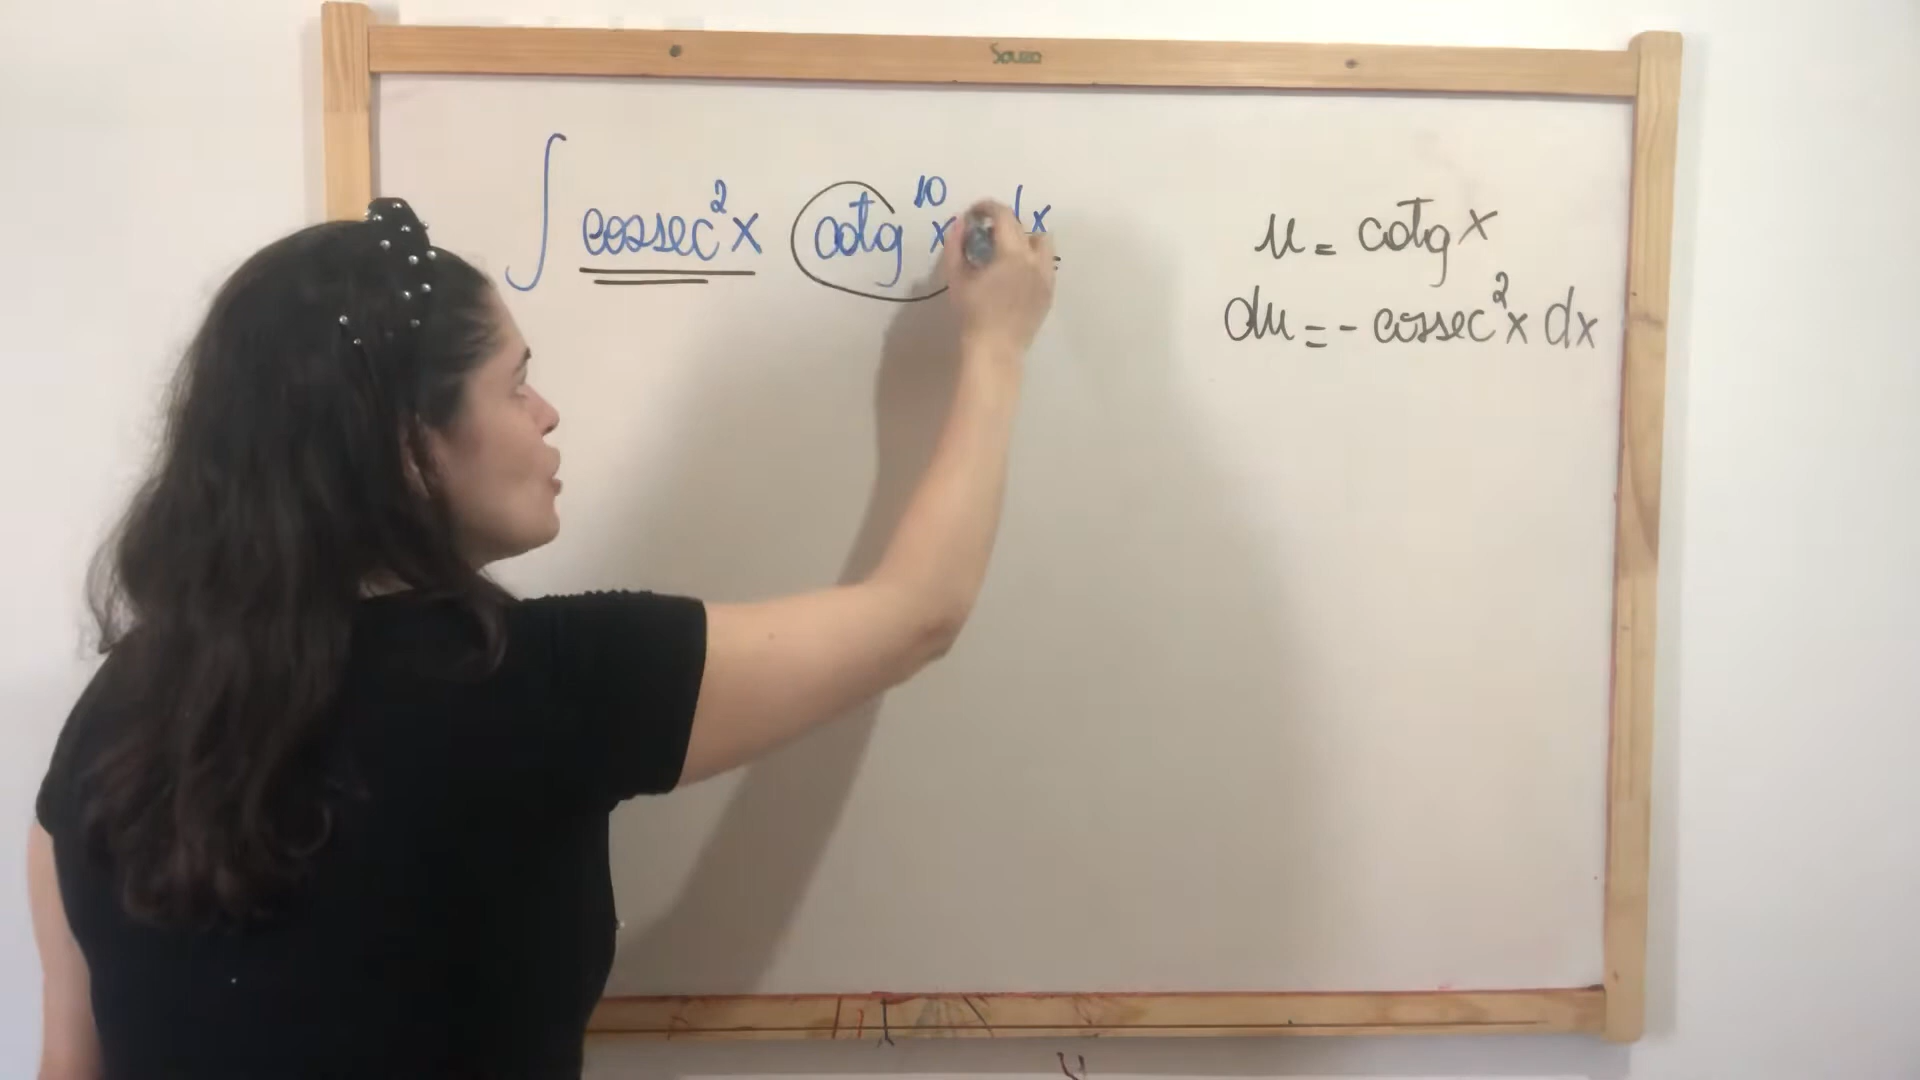 Souza
∫ cossec²x cotg¹⁰x dx
u = cotg x
du = - cossec²x dx